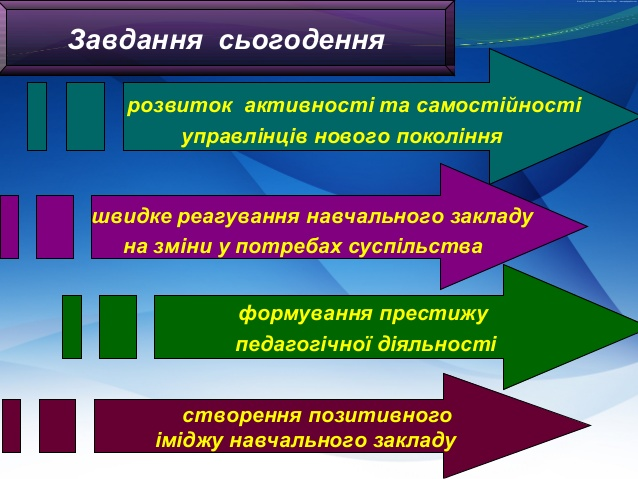 Завдання сьогодення
розвиток активності та самостійності
управлінців нового покоління
швидке реагування навчального закладу
на зміни у потребах суспільства
формування престижу
педагогічної діяльності
створення позитивного
іміджу навчального закладу